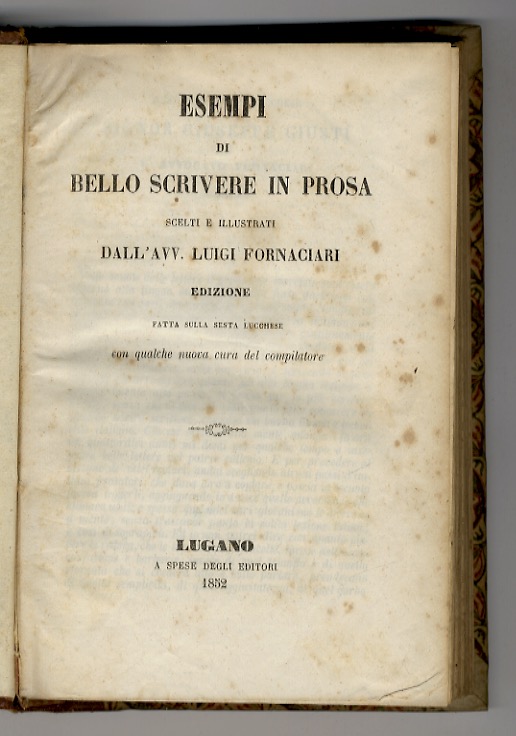 ESEMPI
DI
BELLO SCRIVERE IN PROSA
SCELTI E ILLUSTRATI
DALL'AVV. LUIGI FORNACIARI
EDIZIONE
FATTA SULLA SESTA LUCCHESE
con qualche nuova cura del compilatore
LUGANO
A SPESE DEGLI EDITORI
1852